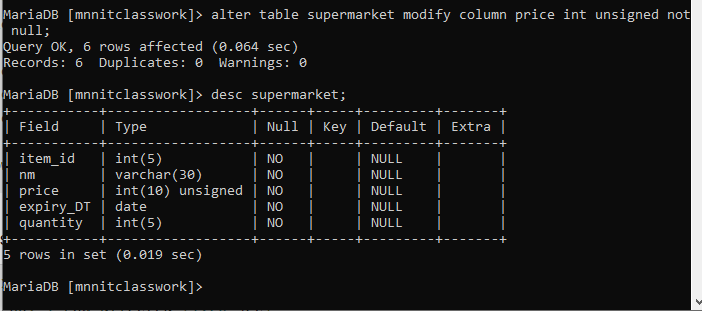 MariaDB [mnnitclasswork]> alter table supermarket modify column price int unsigned not
 null;
Query OK, 6 rows affected (0.064 sec)
Records: 6  Duplicates: 0  Warnings: 0

MariaDB [mnnitclasswork]> desc supermarket;
+-----------+------------------+------+-----+---------+-------+
| Field     | Type             | Null | Key | Default | Extra |
+-----------+------------------+------+-----+---------+-------+
| item_id   | int(5)           | NO   |     | NULL    |       |
| nm        | varchar(30)      | NO   |     | NULL    |       |
| price     | int(10) unsigned | NO   |     | NULL    |       |
| expiry_DT | date             | NO   |     | NULL    |       |
| quantity  | int(5)           | NO   |     | NULL    |       |
+-----------+------------------+------+-----+---------+-------+
5 rows in set (0.019 sec)

MariaDB [mnnitclasswork]>